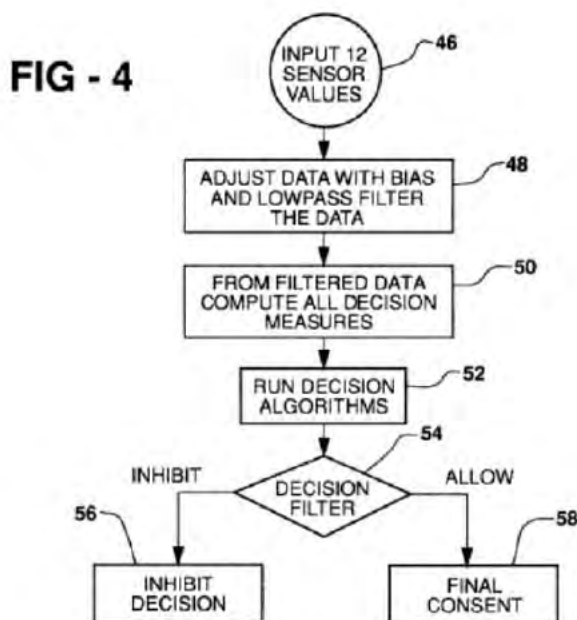 FIG - 4
46
INPUT 12
SENSOR
VALUES
48
ADJUST DATA WITH BIAS
AND LOWPASS FILTER
THE DATA
50
FROM FILTERED DATA
COMPUTE ALL DECISION
MEASURES
52
RUN DECISION
ALGORITHMS
54
INHIBIT
DECISION
FILTER
ALLOW
56
INHIBIT
DECISION
58
FINAL
CONSENT